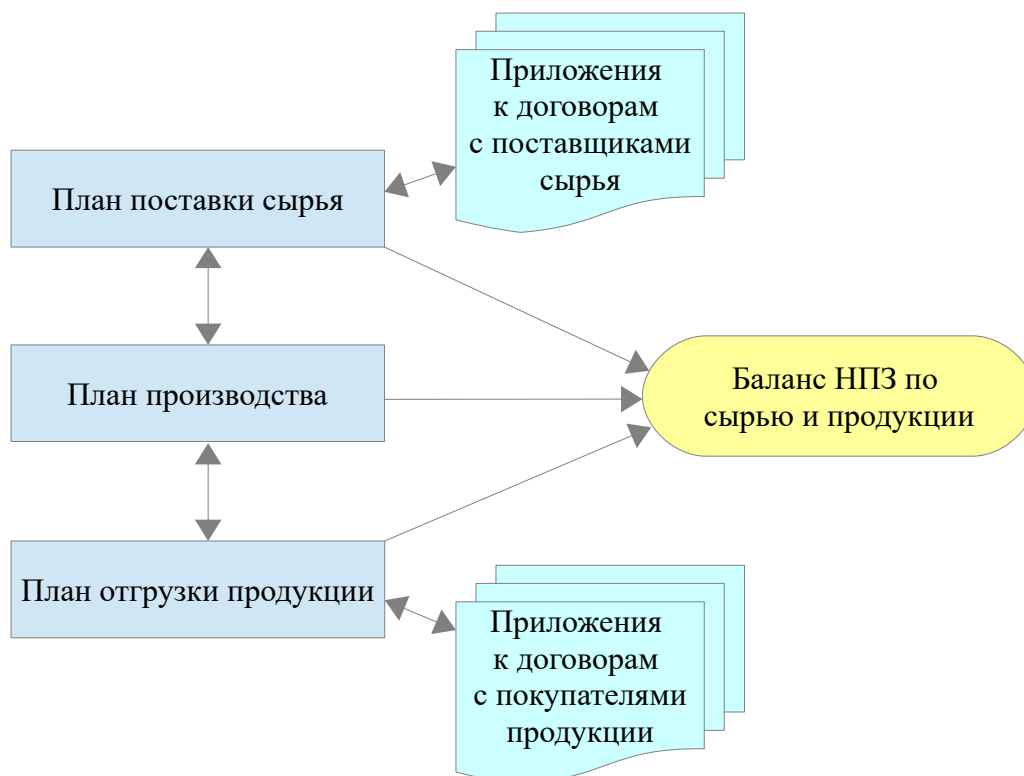 Приложения
к договорам
с поставщиками
сырья
План поставки сырья
План производства
Баланс НПЗ по
сырью и продукции
План отгрузки продукции
Приложения
к договорам
с покупателями
продукции